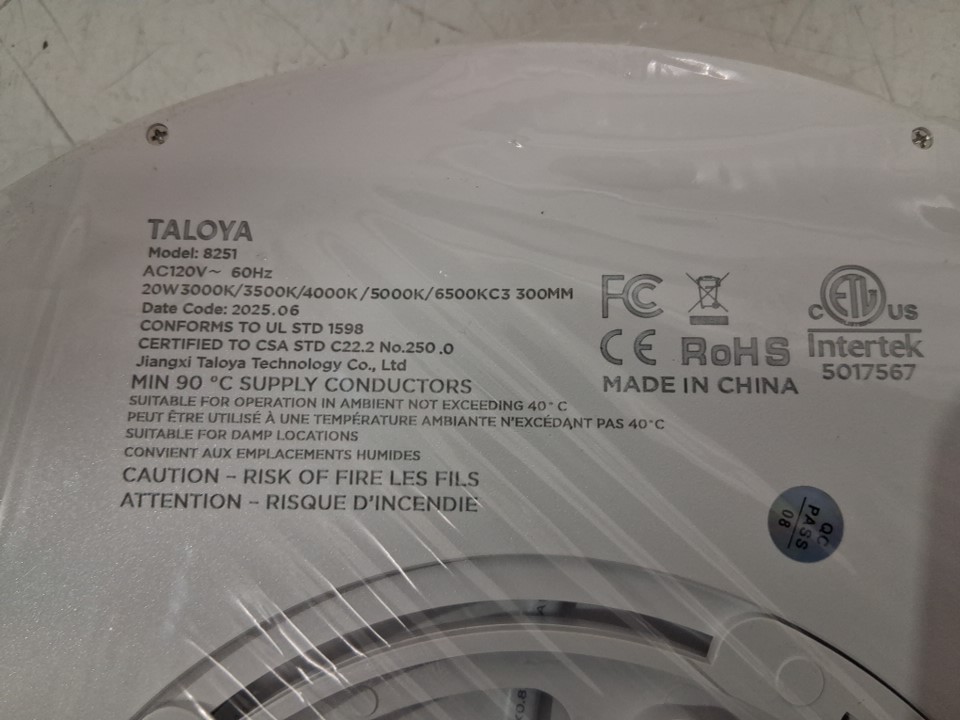 TALOYA
Model: 8251
AC120V~ 60Hz
20W3000K/3500K/4000K/5000K/6500KC3 300MM
Date Code: 2025.06
CONFORMS TO UL STD 1598
CERTIFIED TO CSA STD C22.2 No.250.0
Jiangxi Taloya Technology Co., Ltd
MIN 90 °C SUPPLY CONDUCTORS
SUITABLE FOR OPERATION IN AMBIENT NOT EXCEEDING 40°C
PEUT ÊTRE UTILISÉ À UNE TEMPÉRATURE AMBIANTE N'EXCÉDANT PAS 40°C
SUITABLE FOR DAMP LOCATIONS
CONVIENT AUX EMPLACEMENTS HUMIDES
CAUTION – RISK OF FIRE LES FILS
ATTENTION – RISQUE D'INCENDIE
FC
CE RoHS
MADE IN CHINA
c ETL us
Intertek
5017567
QC
PASS
08